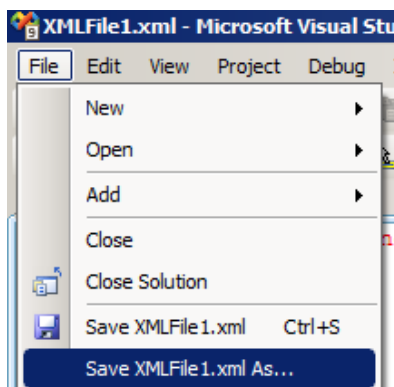 XMLFile1.xml - Microsoft Visual Stu
File Edit View Project Debug
New
Open
Add
Close
Close Solution
Save XMLFile1.xml Ctrl+S
Save XMLFile1.xml As...